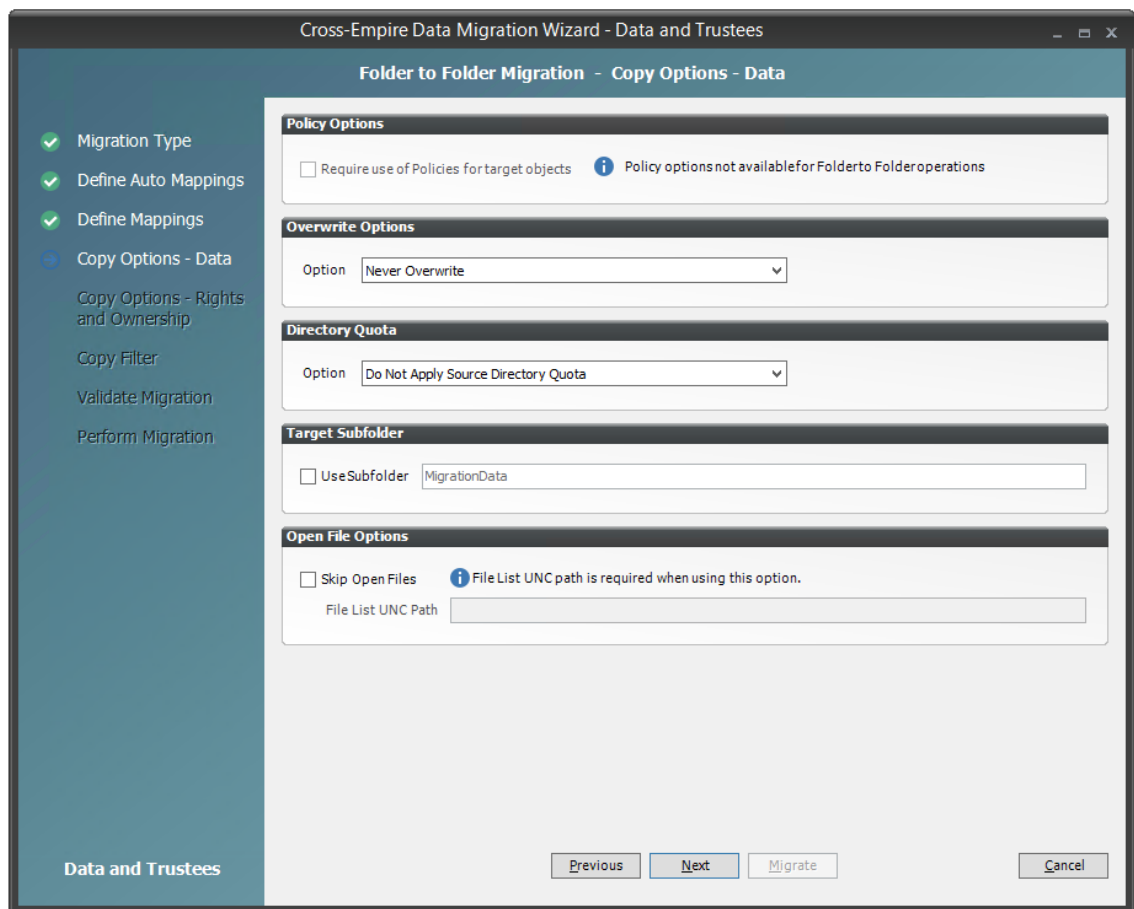 Cross-Empire Data Migration Wizard - Data and Trustees
Folder to Folder Migration - Copy Options - Data
Migration Type
Define Auto Mappings
Define Mappings
Copy Options - Data
Copy Options - Rights
and Ownership
Copy Filter
Validate Migration
Perform Migration
Data and Trustees
Policy Options
Require use of Policies for target objects
Policy options not available for Folder to Folder operations
Overwrite Options
Option
Never Overwrite
Directory Quota
Option
Do Not Apply Source Directory Quota
Target Subfolder
Use Subfolder
MigrationData
Open File Options
Skip Open Files
File List UNC path is required when using this option.
File List UNC Path
Previous
Next
Migrate
Cancel